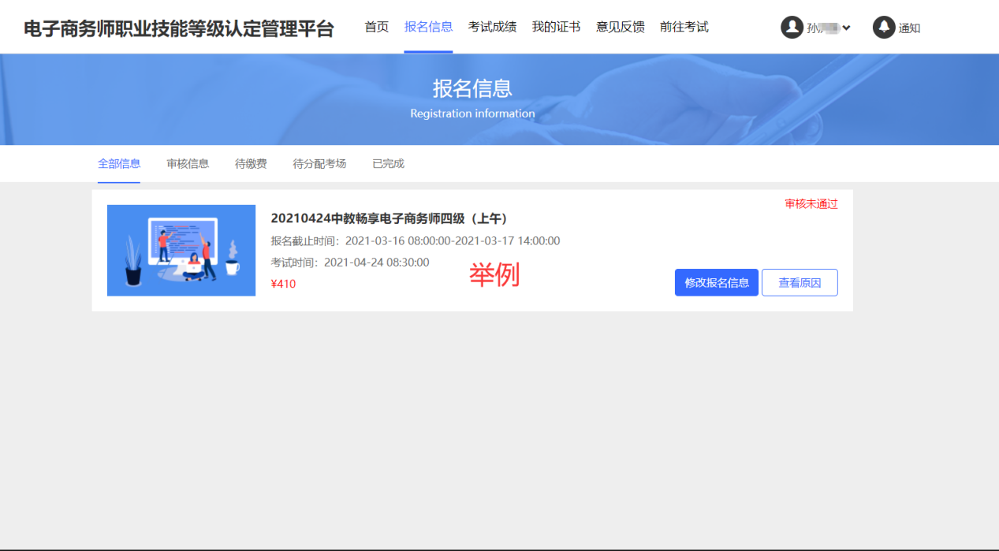 电子商务师职业技能等级认定管理平台 首页 报名信息 考试成绩 我的证书 意见反馈 前往考试 孙 通知
报名信息
Registration information
全部信息 审核信息 待缴费 待分配考场 已完成
审核未通过
20210424中教畅享电子商务师四级（上午）
报名截止时间：2021-03-16 08:00:00-2021-03-17 14:00:00
考试时间：2021-04-24 08:30:00
举例
¥410
修改报名信息 查看原因